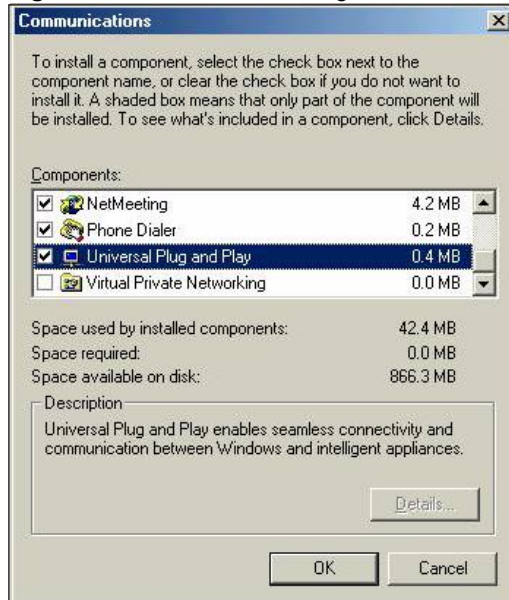 Communications
To install a component, select the check box next to the
component name, or clear the check box if you do not want to
install it. A shaded box means that only part of the component will
be installed. To see what's included in a component, click Details.
Components:
NetMeeting 4.2 MB
Phone Dialer 0.2 MB
Universal Plug and Play 0.4 MB
Virtual Private Networking 0.0 MB
Space used by installed components: 42.4 MB
Space required: 0.0 MB
Space available on disk: 866.3 MB
Description
Universal Plug and Play enables seamless connectivity and
communication between Windows and intelligent appliances.
Details...
OK Cancel